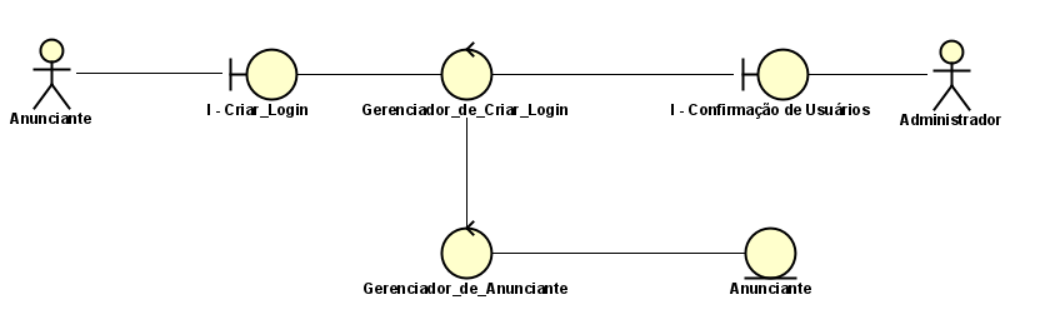 Anunciante
I - Criar_Login
Gerenciador_de_Criar_Login
I - Confirmação de Usuários
Administrador
Gerenciador_de_Anunciante
Anunciante